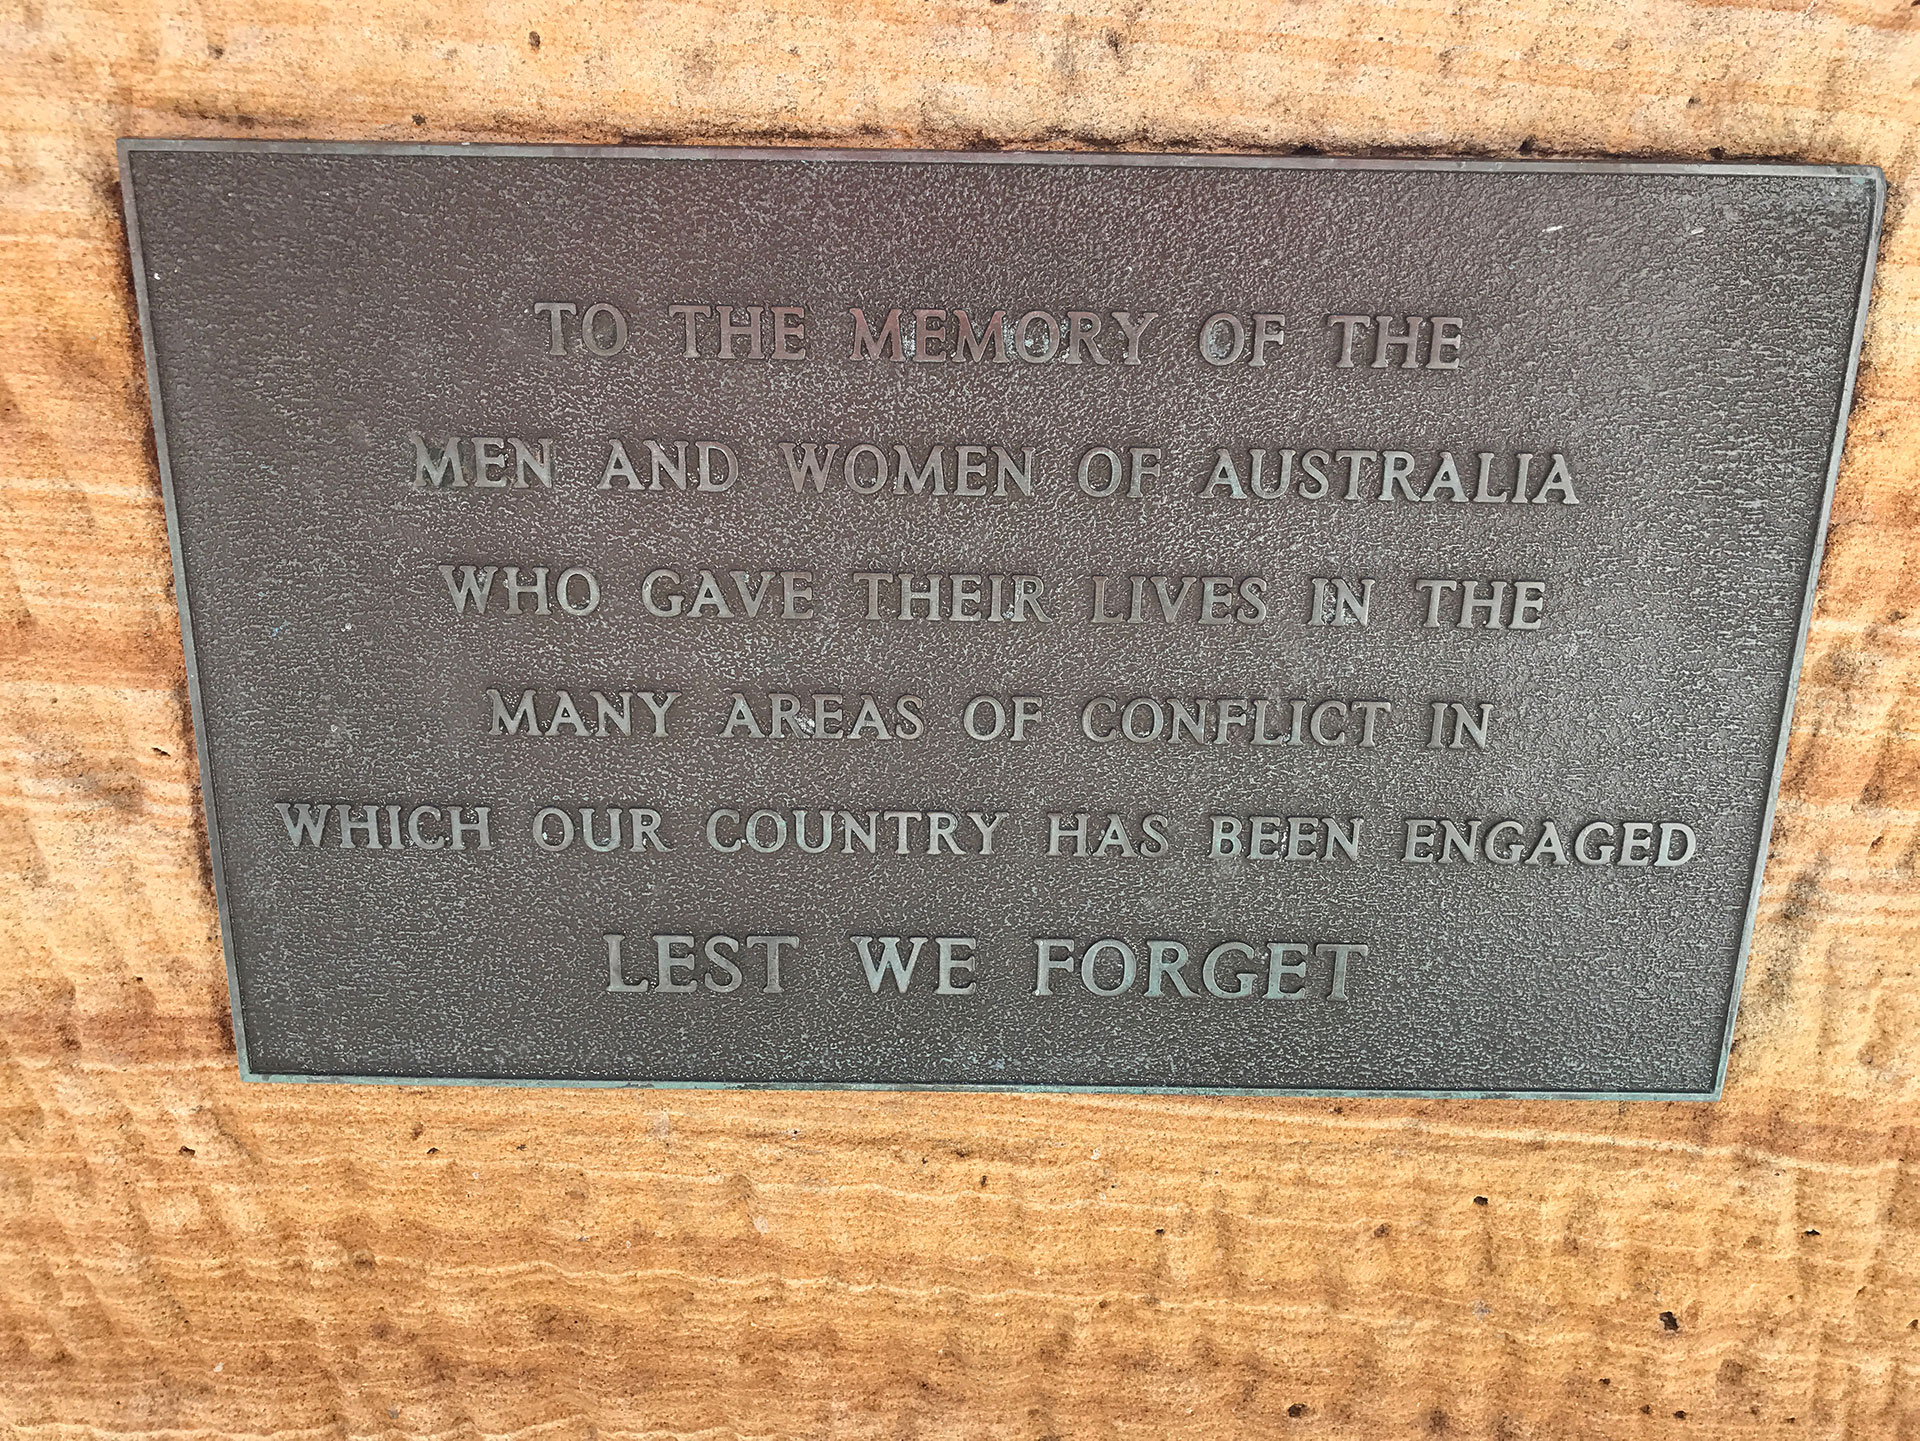 TO THE MEMORY OF THE
MEN AND WOMEN OF AUSTRALIA
WHO GAVE THEIR LIVES IN THE
MANY AREAS OF CONFLICT IN
WHICH OUR COUNTRY HAS BEEN ENGAGED
LEST WE FORGET